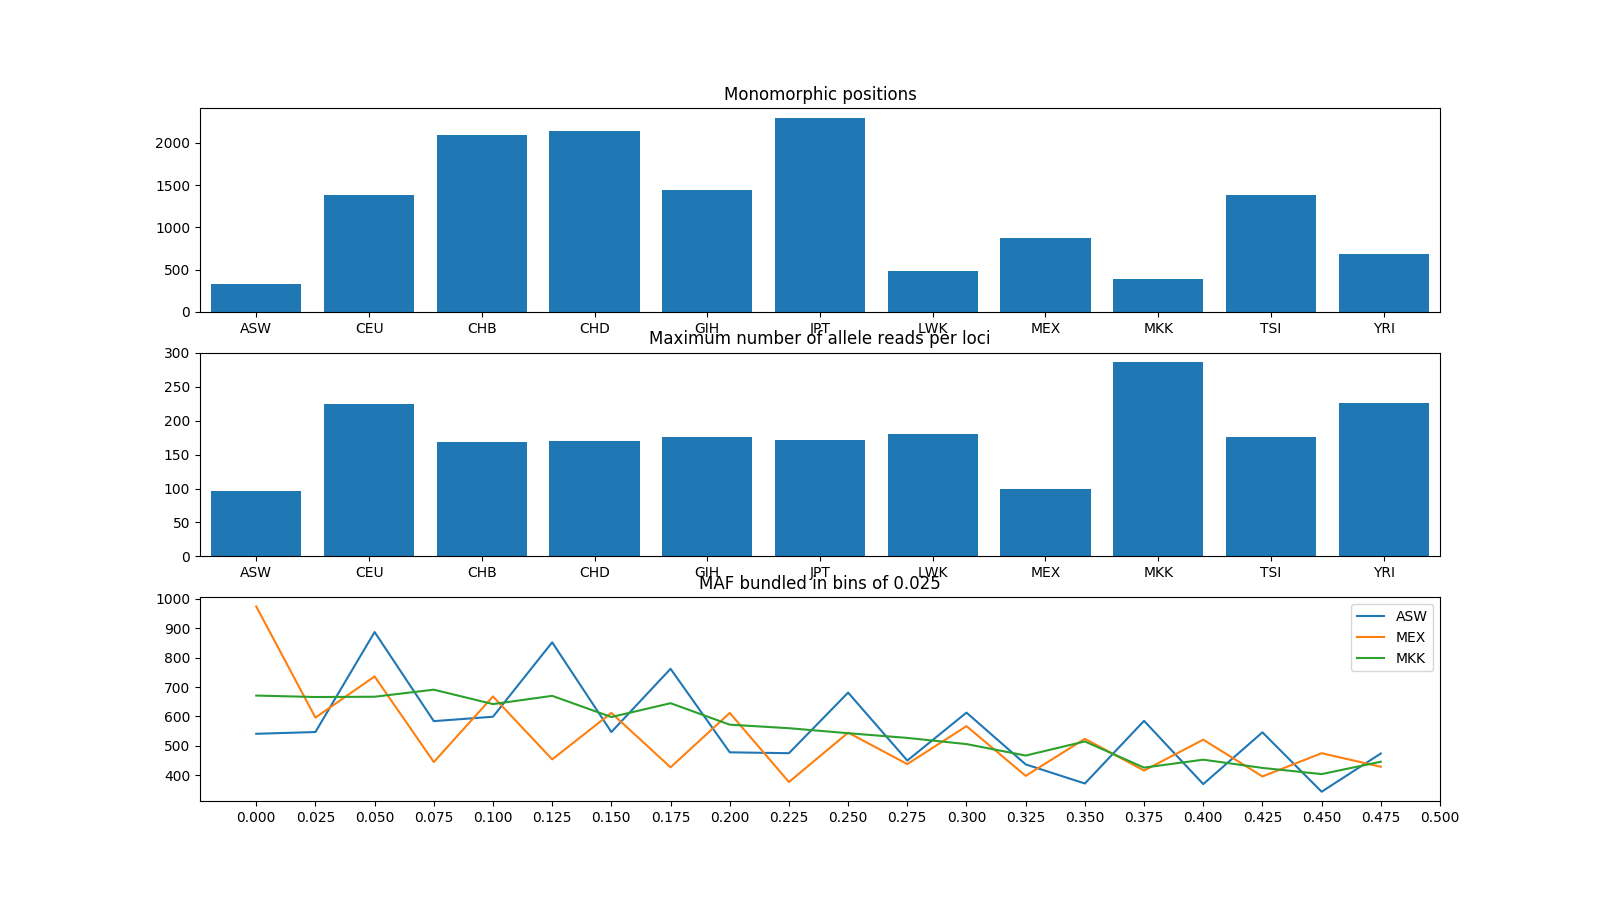 Monomorphic positions
2000
1500
1000
500
0
ASW CEU CHB CHD GIH JPT LWK MEX MKK TSI YRI
Maximum number of allele reads per loci
300
250
200
150
100
50
0
ASW CEU CHB CHD GIH JPT LWK MEX MKK TSI YRI
MAF bundled in bins of 0.025
1000
900
800
700
600
500
400
ASW
MEX
MKK
0.000 0.025 0.050 0.075 0.100 0.125 0.150 0.175 0.200 0.225 0.250 0.275 0.300 0.325 0.350 0.375 0.400 0.425 0.450 0.475 0.500